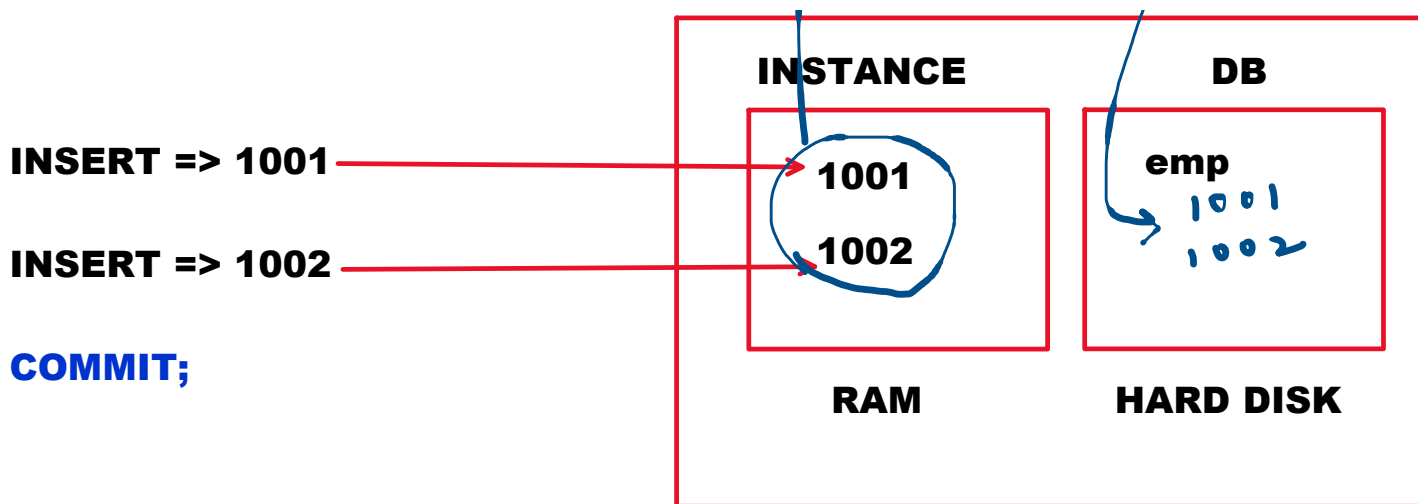 INSTANCE DB
INSERT => 1001 1001 emp
1001
INSERT => 1002 1002 1002
COMMIT;
RAM HARD DISK